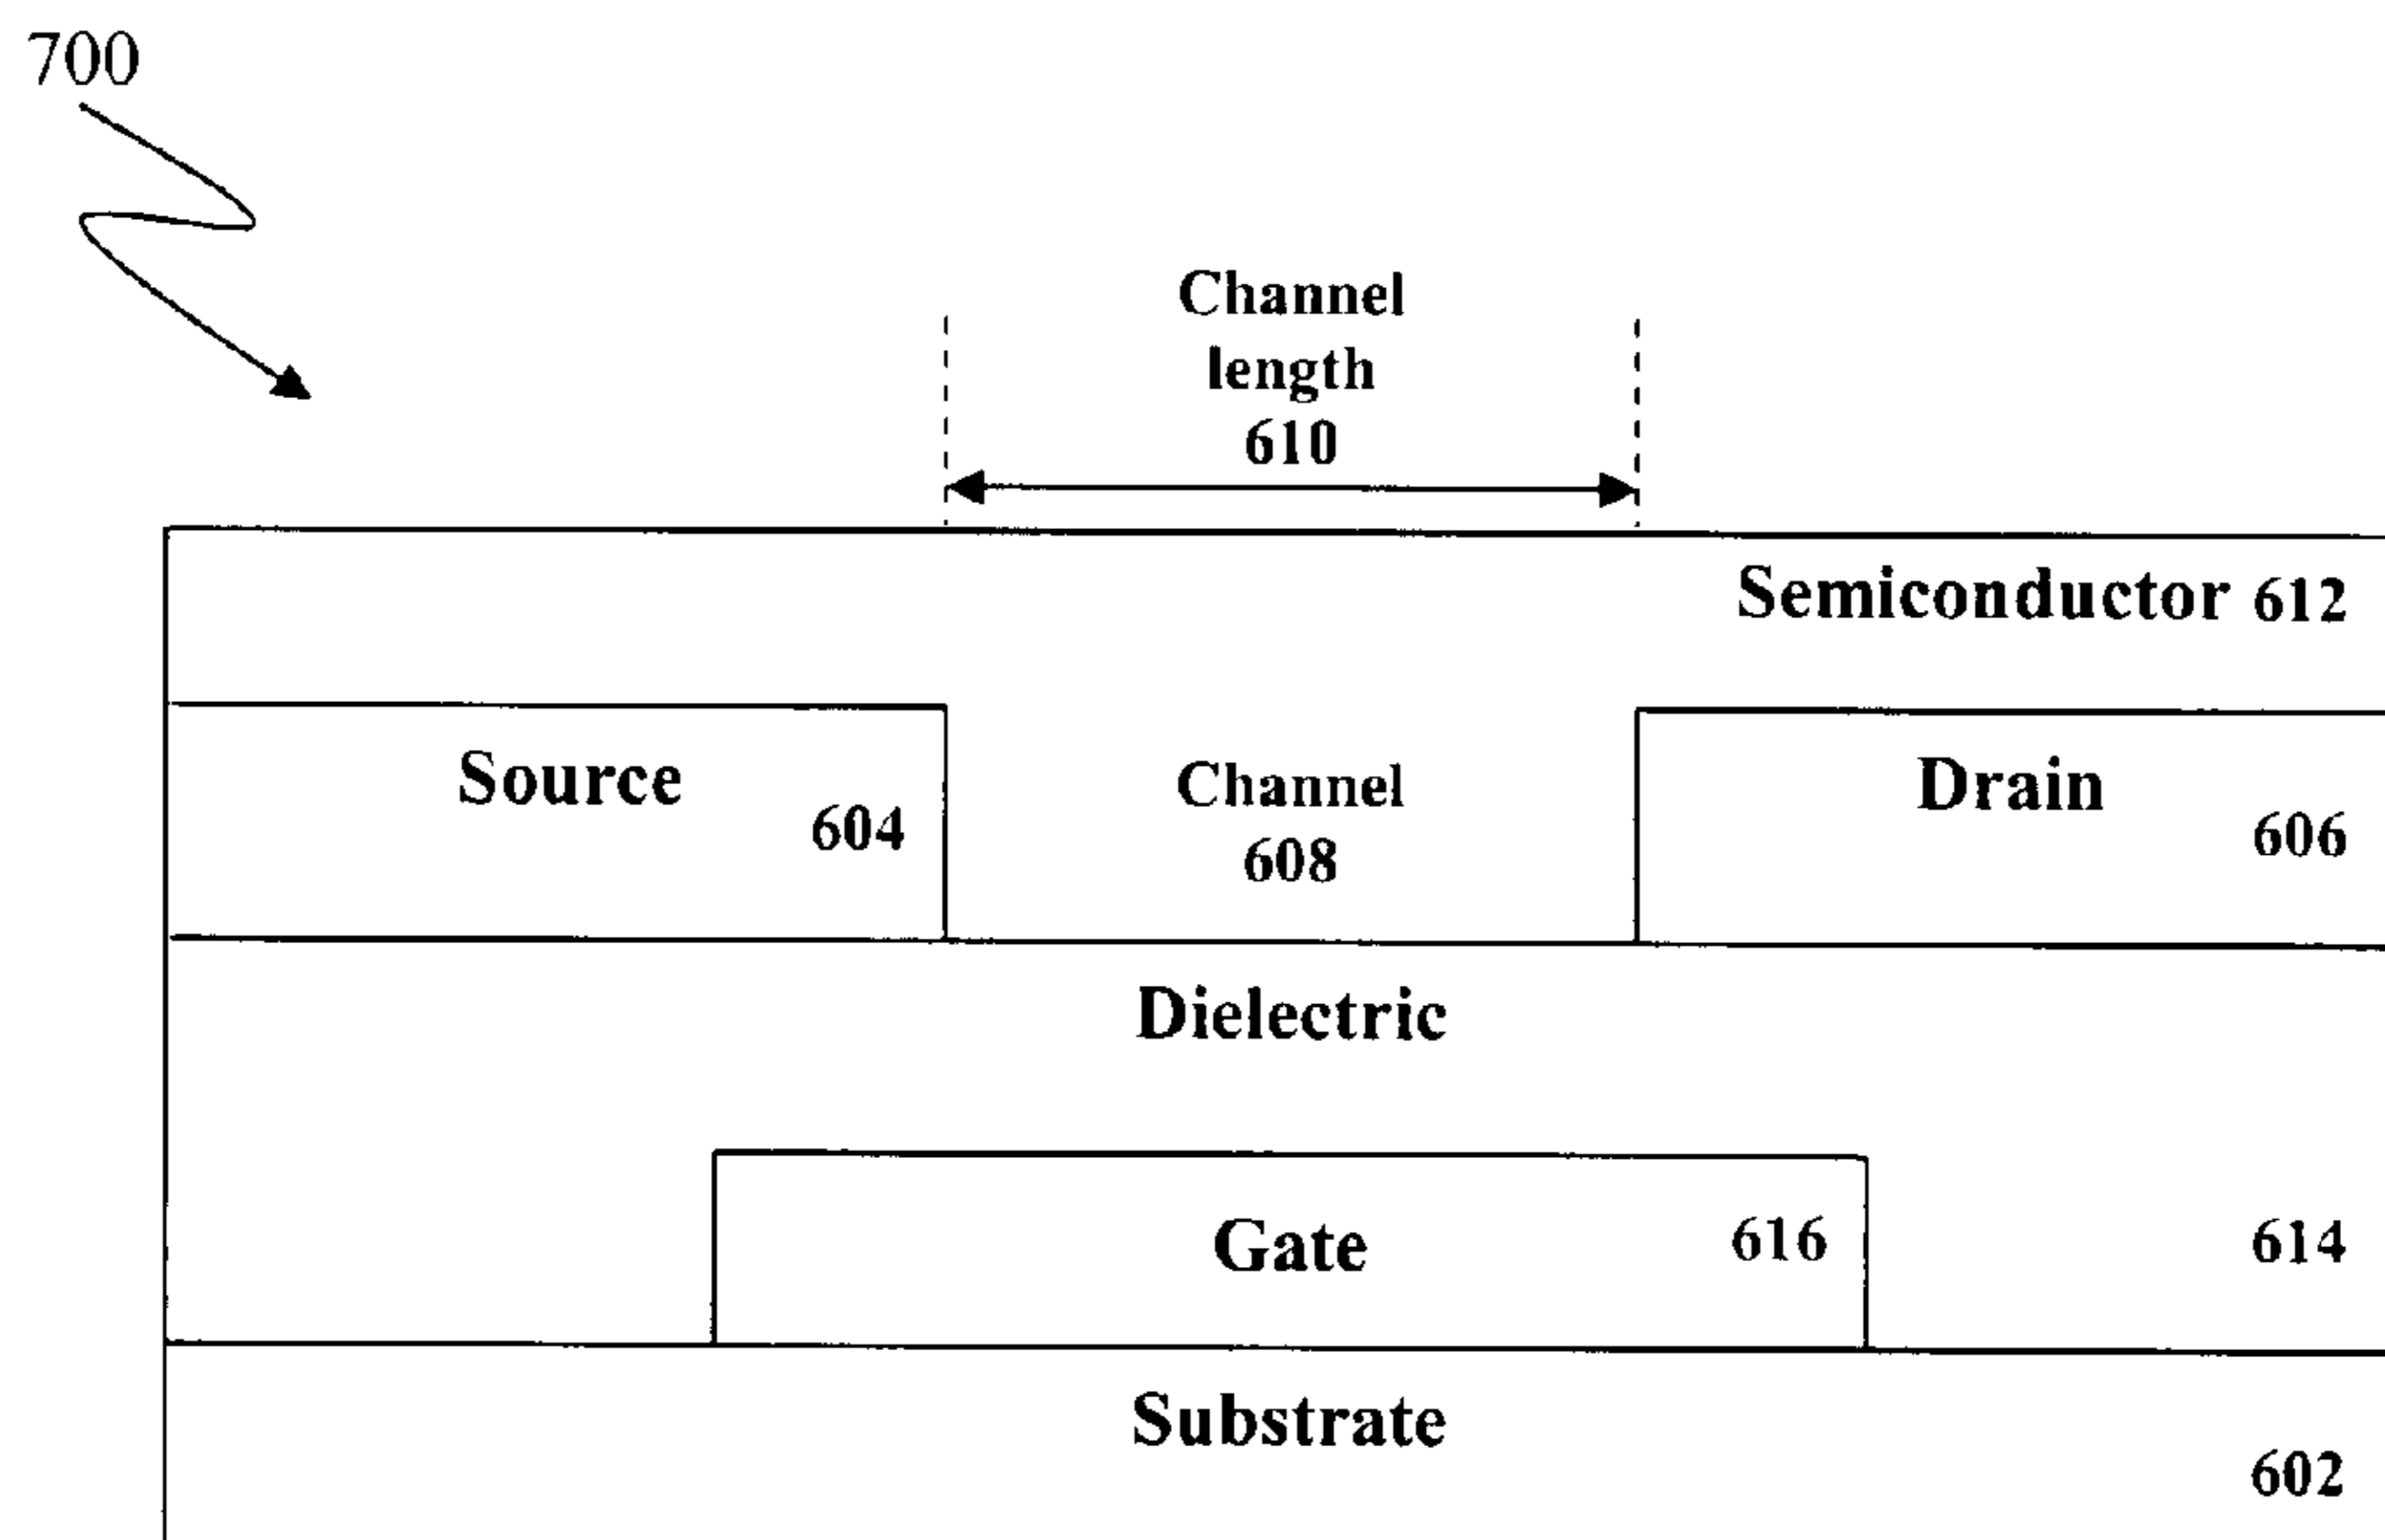 700
Channel
length
610
Semiconductor 612
Source
604
Channel
608
Drain
606
Dielectric
Gate
616
614
Substrate
602